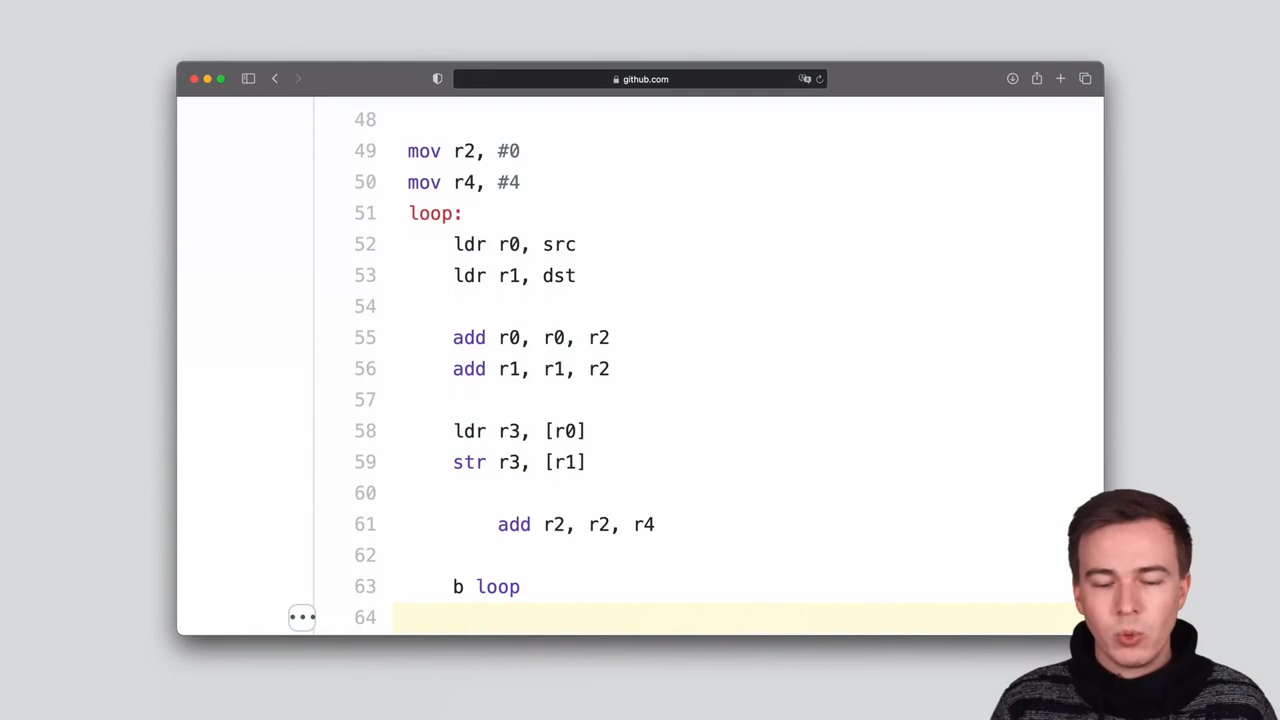 github.com
48
49 mov r2, #0
50 mov r4, #4
51 loop:
52 ldr r0, src
53 ldr r1, dst
54
55 add r0, r0, r2
56 add r1, r1, r2
57
58 ldr r3, [r0]
59 str r3, [r1]
60
61 add r2, r2, r4
62
63 b loop
64